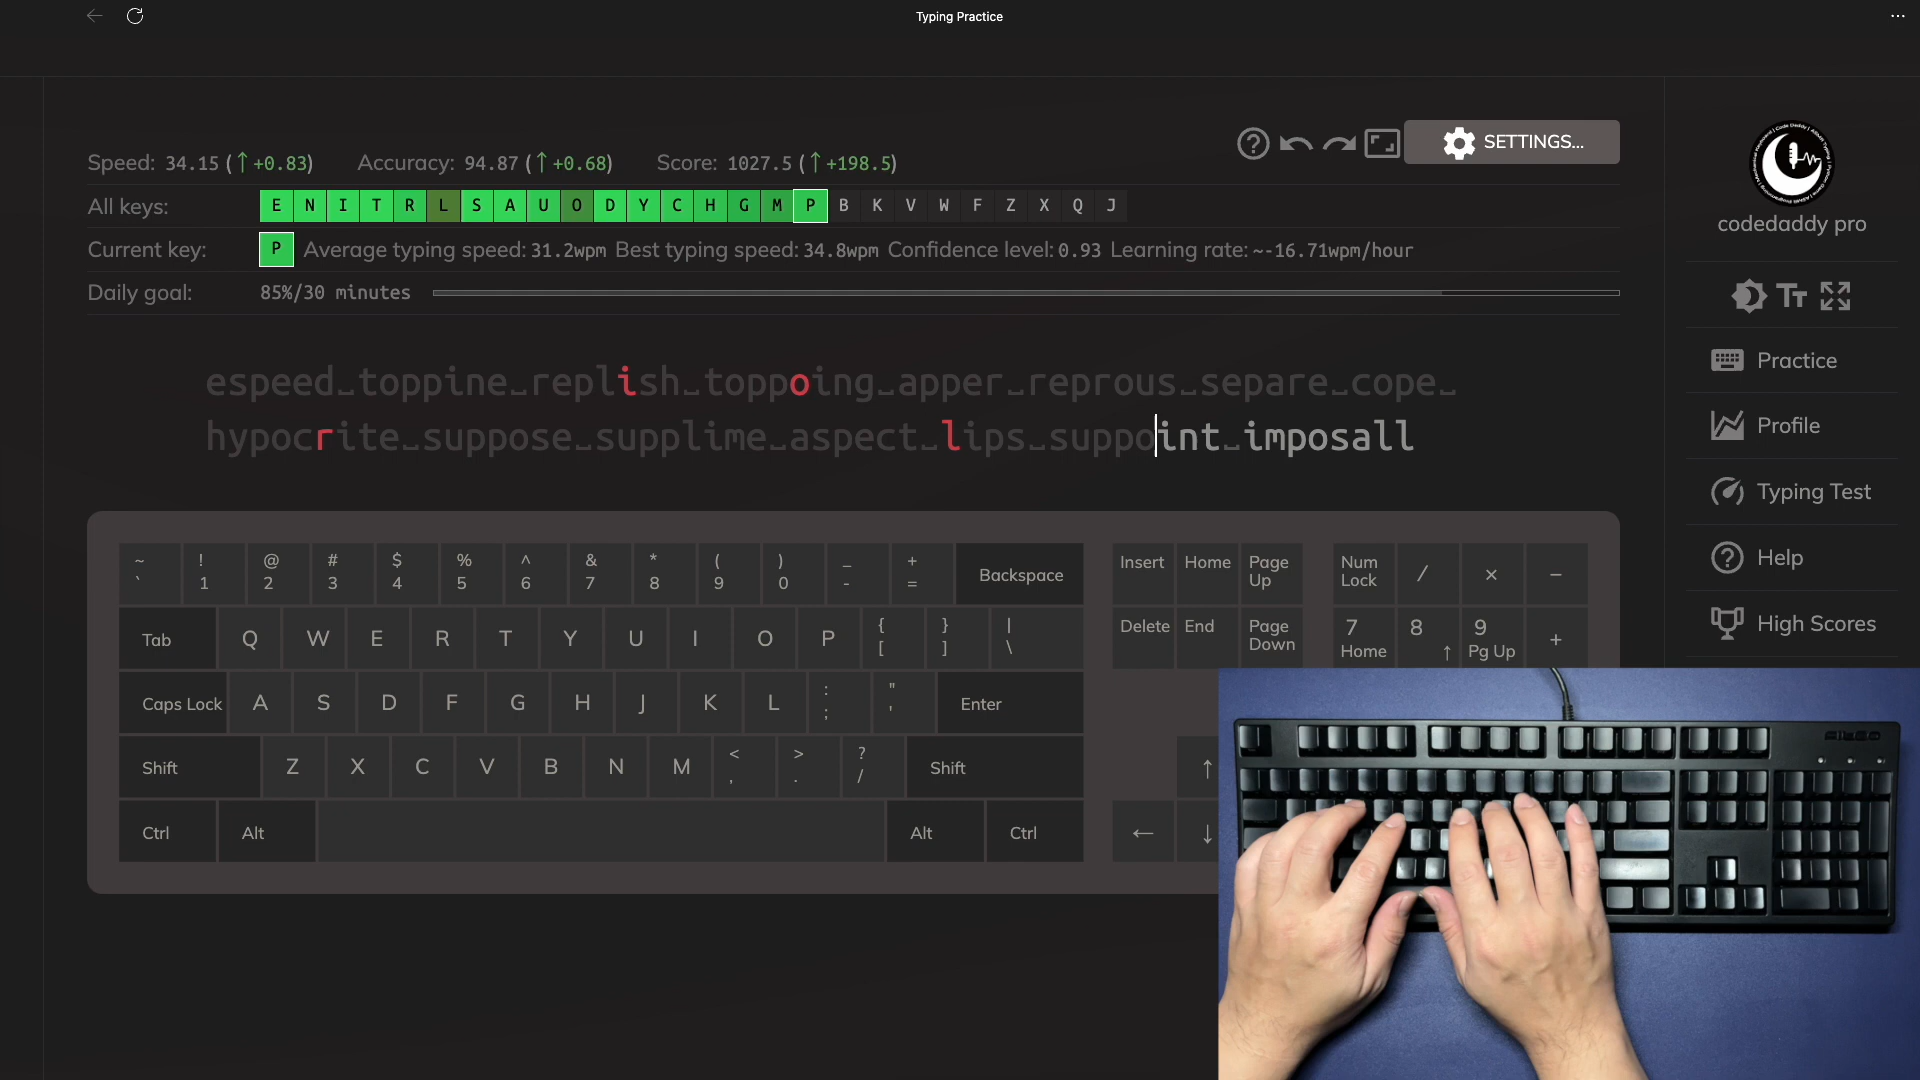 Typing Practice
SETTINGS...
Speed: 34.15 (↑+0.83) Accuracy: 94.87 (↑+0.68) Score: 1027.5 (↑+198.5)
All keys: E N I T R L S A U O D Y C H G M P B K V W F Z X Q J
Current key: P Average typing speed: 31.2wpm Best typing speed: 34.8wpm Confidence level: 0.93 Learning rate: ~-16.71wpm/hour
Daily goal: 85%/30 minutes
espeed␣toppine␣replish␣toppoing␣apper␣reprous␣separe␣cope␣
hypocrite␣suppose␣supplime␣aspect␣lips␣suppoint␣imposall
~ ! @ # $ % ^ & * ( ) _ +
` 1 2 3 4 5 6 7 8 9 0 - = Backspace
Tab Q W E R T Y U I O P { [ } ] | \
Caps Lock A S D F G H J K L : ; " ' Enter
Shift Z X C V B N M < , > . ? / Shift
Ctrl Alt Alt Ctrl
Insert Home Page Up
Delete End Page Down
↑
← ↓
Num Lock / × −
7 Home 8 ↑ 9 Pg Up +
codedaddy pro
Practice
Profile
Typing Test
Help
High Scores